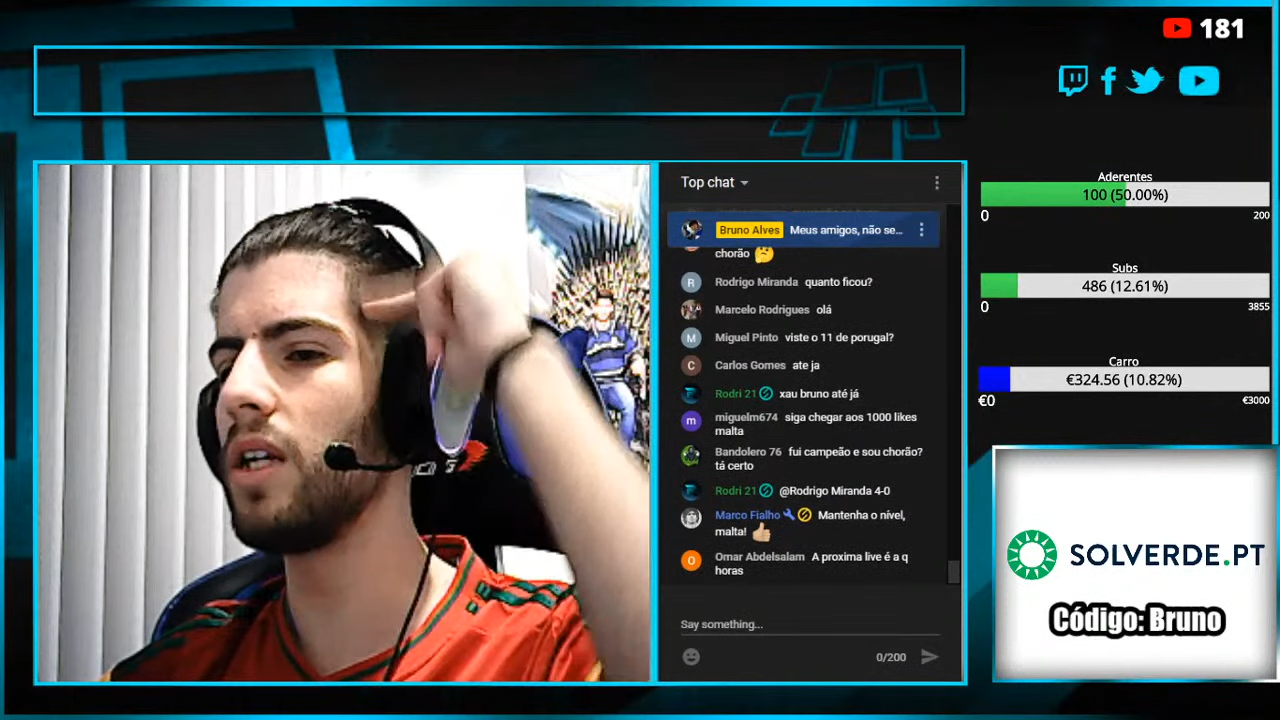 181
Top chat
Bruno Alves Meus amigos, não se...
chorão
R Rodrigo Miranda quanto ficou?
Marcelo Rodrigues olá
M Miguel Pinto viste o 11 de porugal?
C Carlos Gomes ate ja
Rodri 21 xau bruno até já
m miguelm674 siga chegar aos 1000 likes
malta
Bandolero 76 fui campeão e sou chorão?
tá certo
Rodri 21 @Rodrigo Miranda 4-0
Marco Fialho Mantenha o nível,
malta!
O Omar Abdelsalam A proxima live é a q
horas
Say something...
0/200
Aderentes
100 (50.00%)
0 200
Subs
486 (12.61%)
0 3855
Carro
€324.56 (10.82%)
€0 €3000
SOLVERDE.PT
Código: Bruno